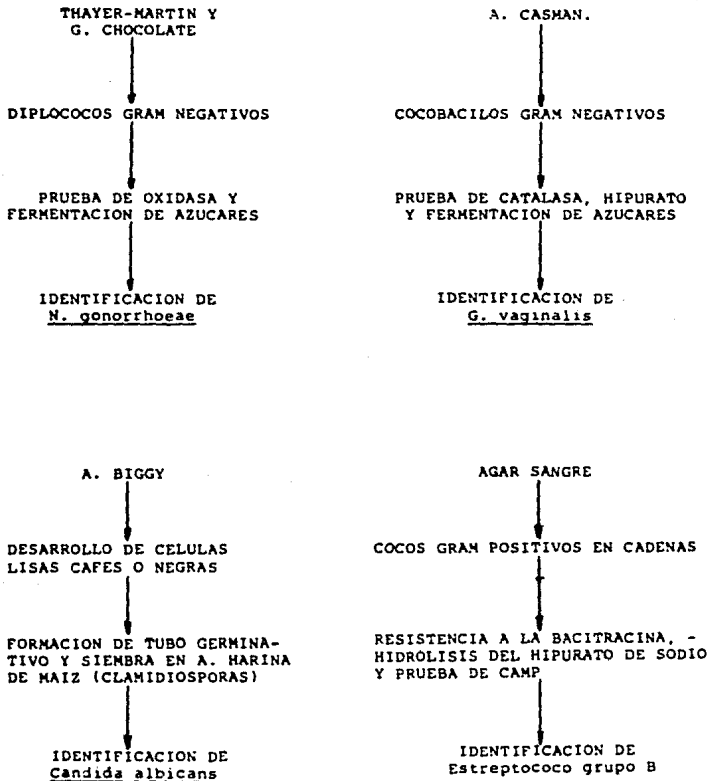 THAYER-MARTIN Y
G. CHOCOLATE
DIPLOCOCOS GRAM NEGATIVOS
PRUEBA DE OXIDASA Y
FERMENTACION DE AZUCARES
IDENTIFICACION DE
N. gonorrhoeae
A. CASMAN.
COCOBACILOS GRAM NEGATIVOS
PRUEBA DE CATALASA, HIPURATO
Y FERMENTACION DE AZUCARES
IDENTIFICACION DE
G. vaginalis
A. BIGGY
DESARROLLO DE CELULAS
LISAS CAFES O NEGRAS
FORMACION DE TUBO GERMINA-
TIVO Y SIEMBRA EN A. HARINA
DE MAIZ (CLAMIDIOSPORAS)
IDENTIFICACION DE
Candida albicans
AGAR SANGRE
COCOS GRAM POSITIVOS EN CADENAS
RESISTENCIA A LA BACITRACINA, -
HIDROLISIS DEL HIPURATO DE SODIO
Y PRUEBA DE CAMP
IDENTIFICACION DE
Estreptococo grupo B